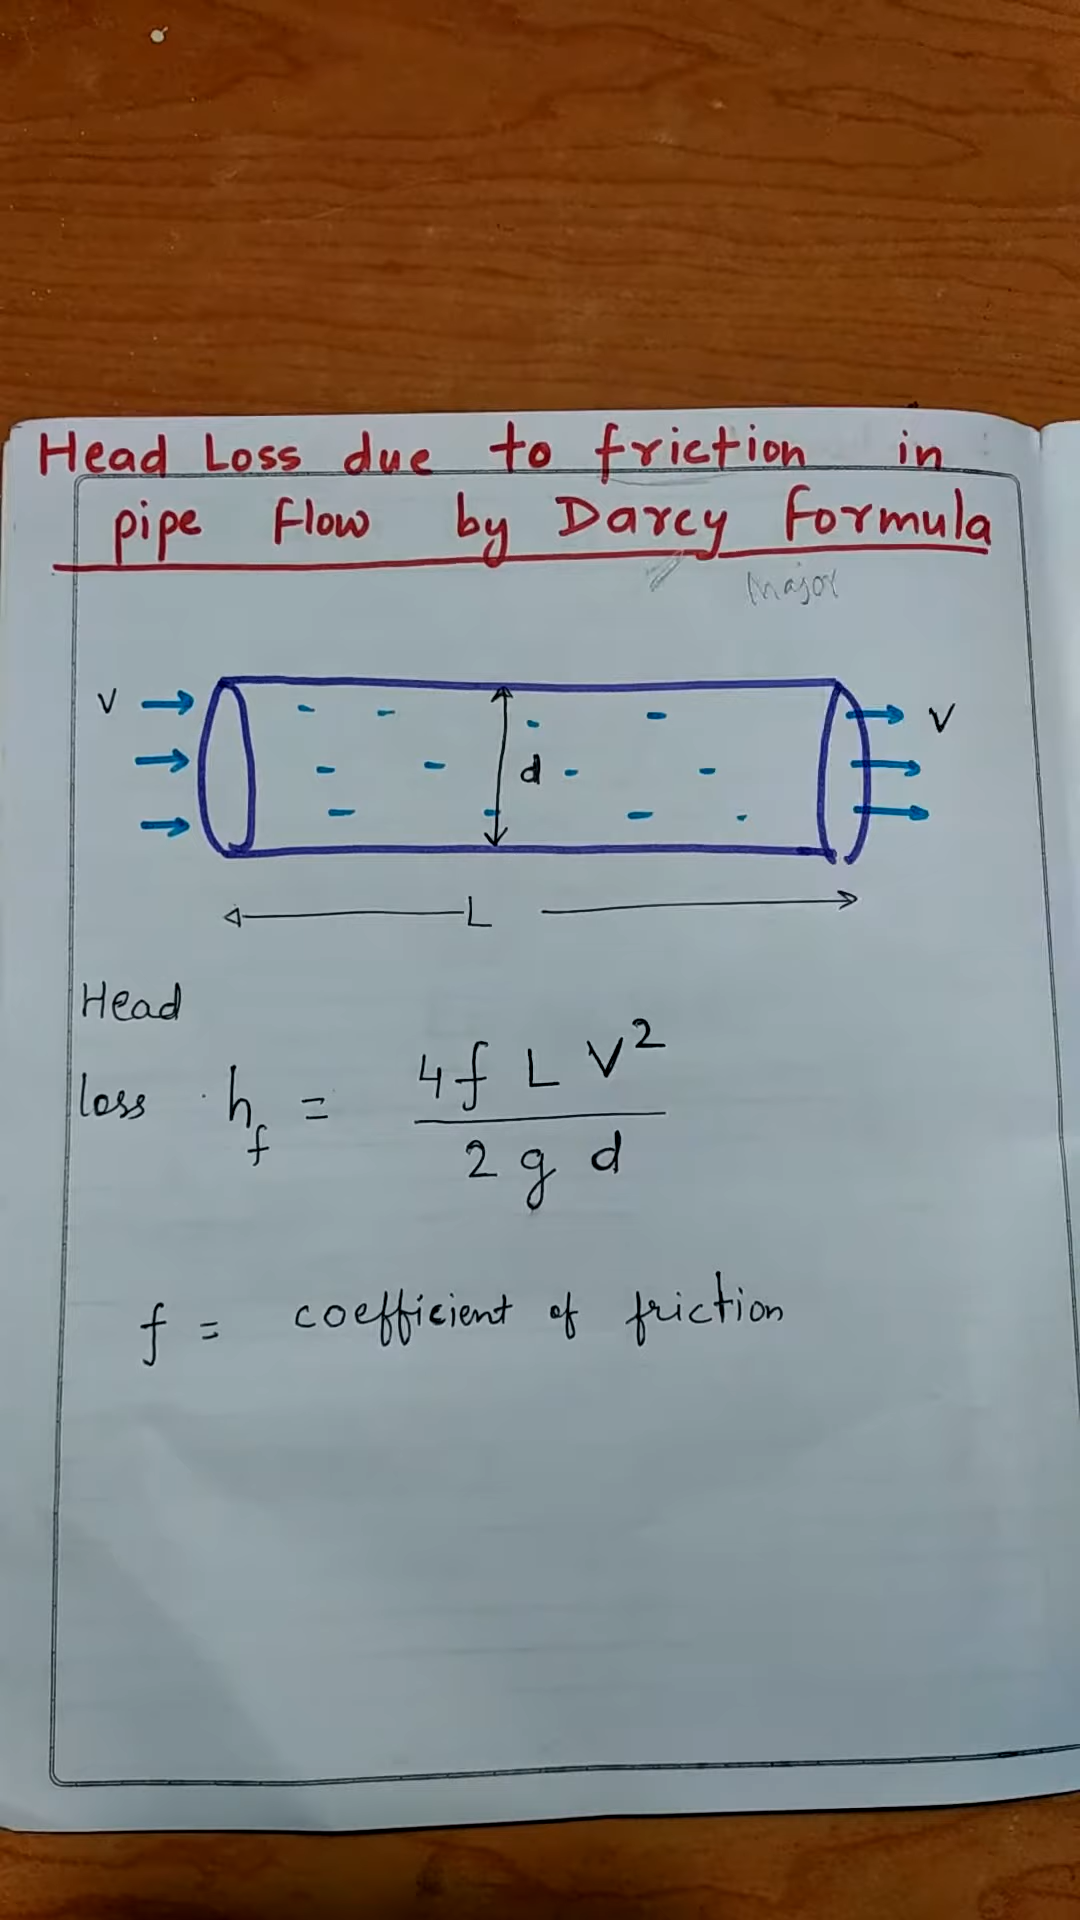 Head Loss due to friction in
pipe flow by Darcy formula
major
V
V
d
L
Head
loss h_f = 4f L V² / 2 g d
f = coefficient of friction